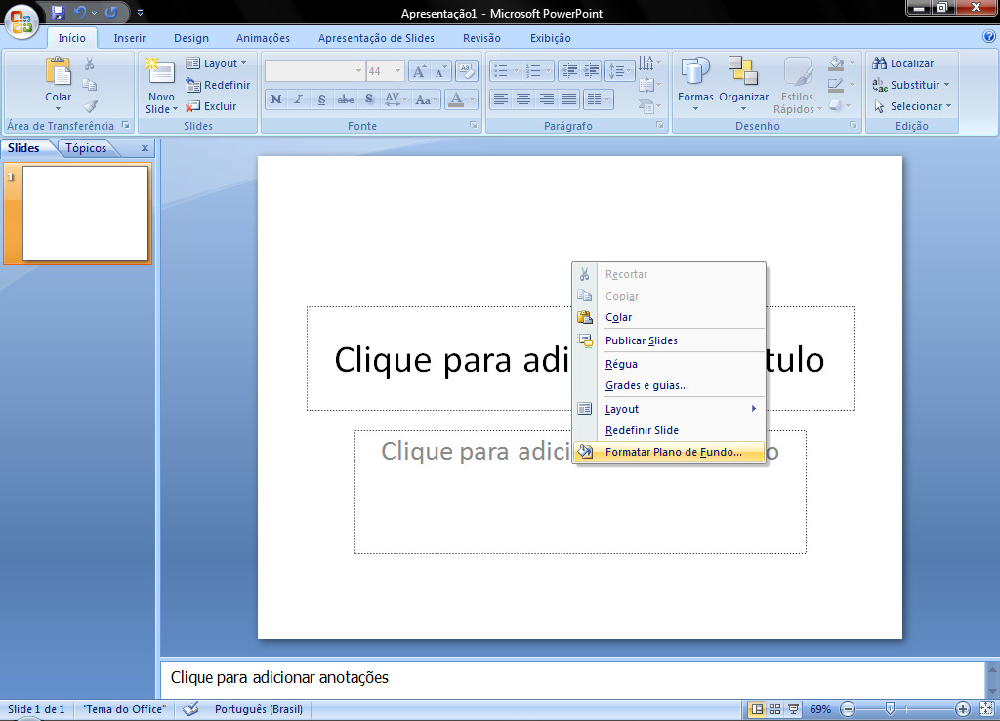 Apresentação1 - Microsoft PowerPoint
Início Inserir Design Animações Apresentação de Slides Revisão Exibição
Colar
Área de Transferência
Novo Slide
Layout
Redefinir
Excluir
Slides
44
N I S abc S AV Aa A
Fonte
Parágrafo
Formas
Organizar
Estilos Rápidos
Desenho
Localizar
Substituir
Selecionar
Edição
Slides Tópicos x
1
Clique para adi tulo
Clique para adici o
Recortar
Copiar
Colar
Publicar Slides
Régua
Grades e guias...
Layout
Redefinir Slide
Formatar Plano de Fundo...
Clique para adicionar anotações
Slide 1 de 1 "Tema do Office" Português (Brasil) 69%